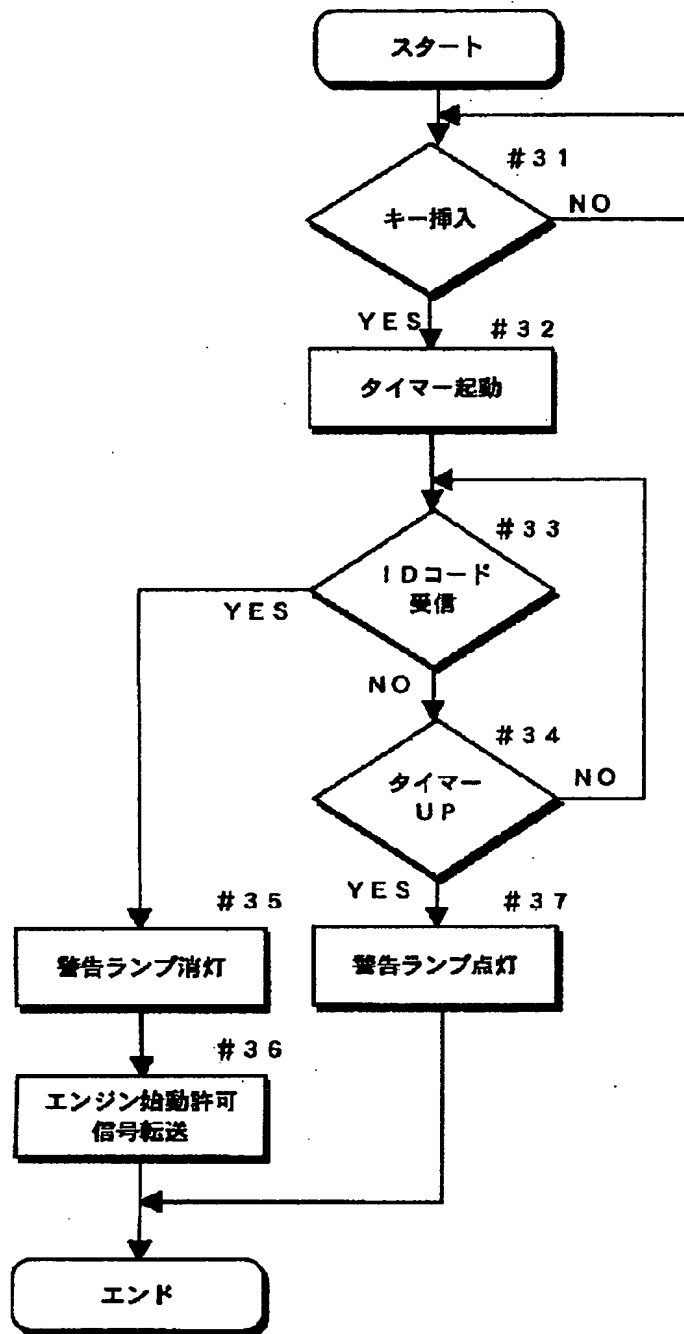 スタート
#31
キー挿入
NO
YES
#32
タイマー起動
#33
IDコード
受信
YES
NO
#34
タイマー
UP
NO
YES
#35
#37
警告ランプ消灯
警告ランプ点灯
#36
エンジン始動許可
信号転送
エンド